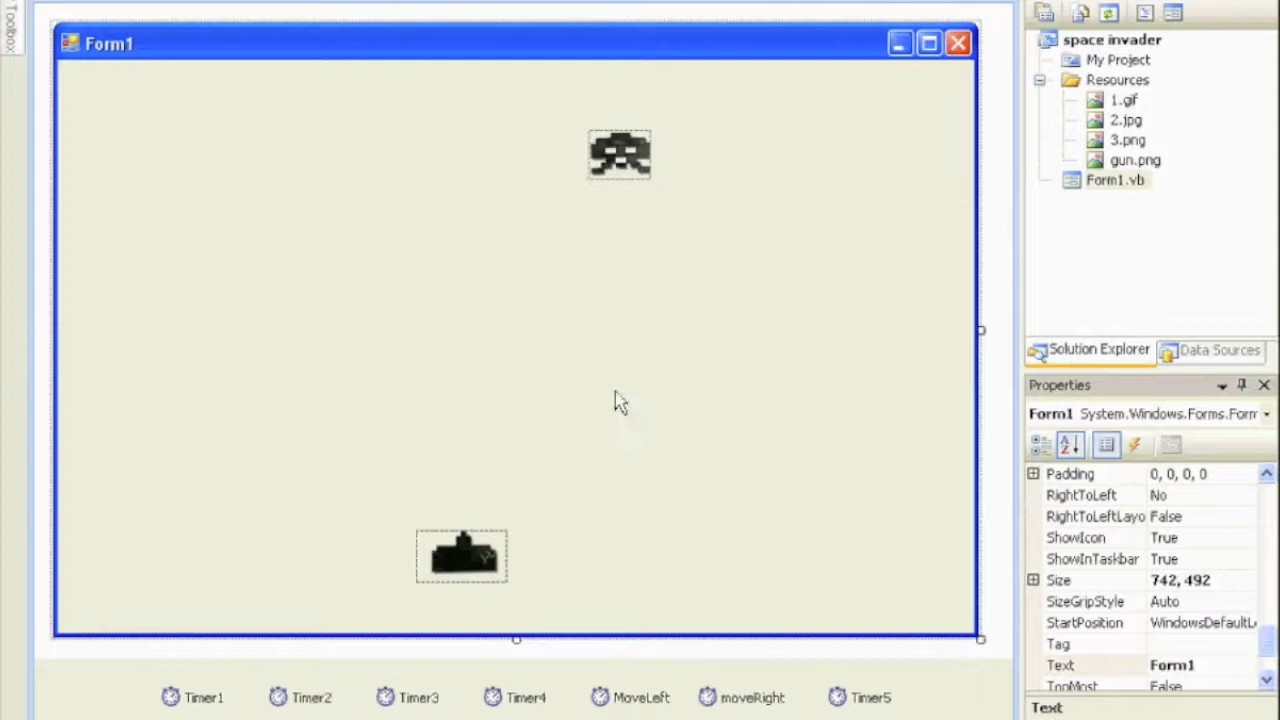 Toolbox
Form1
space invader
My Project
Resources
1.gif
2.jpg
3.png
gun.png
Form1.vb
Solution Explorer
Data Sources
Properties
Form1 System.Windows.Forms.Form
Padding 0, 0, 0, 0
RightToLeft No
RightToLeftLayo False
ShowIcon True
ShowInTaskbar True
Size 742, 492
SizeGripStyle Auto
StartPosition WindowsDefaultL
Tag
Text Form1
TopMost False
Text
Timer1
Timer2
Timer3
Timer4
MoveLeft
moveRight
Timer5